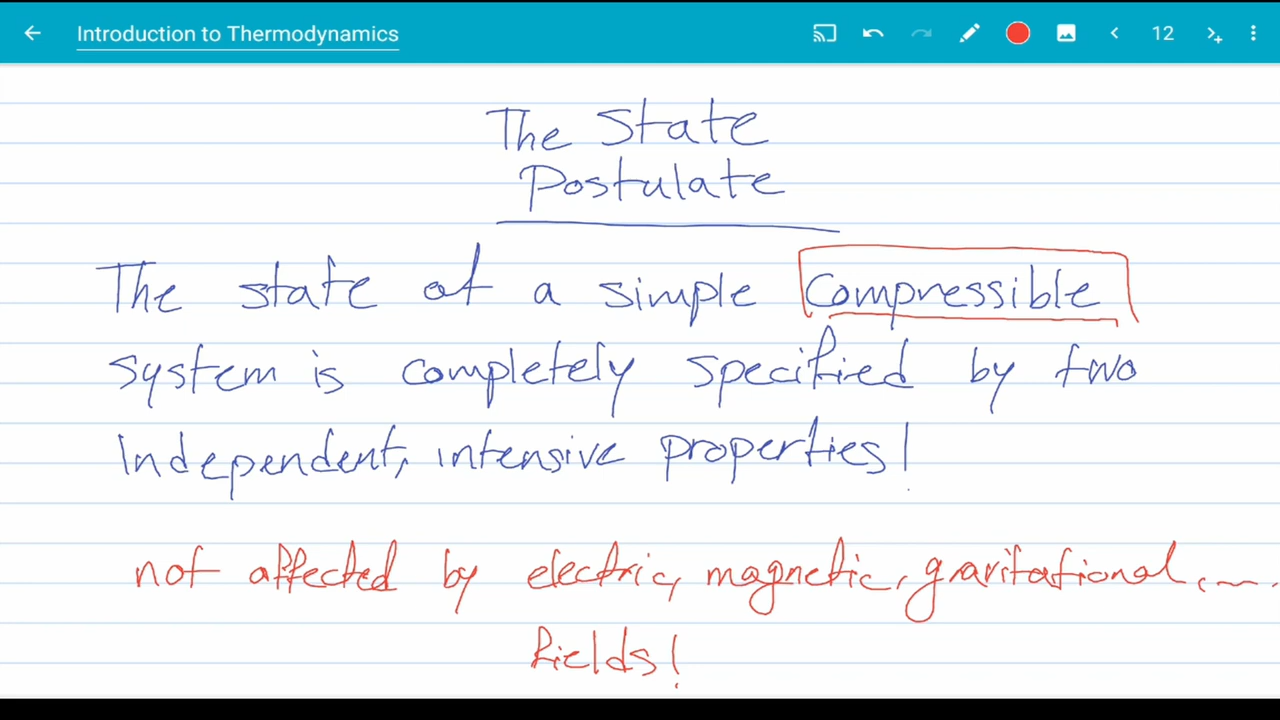 Introduction to Thermodynamics
12
The State
Postulate
The state of a simple Compressible
system is completely specified by two
Independent, intensive properties!
not affected by electric, magnetic, gravitational, ....
fields!